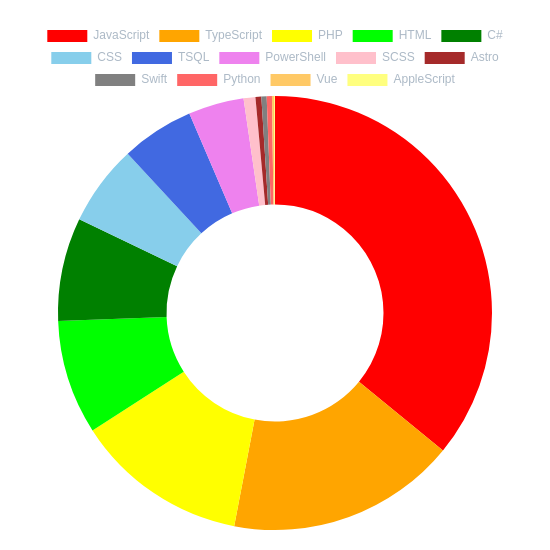 JavaScript TypeScript PHP HTML C#
CSS TSQL PowerShell SCSS Astro
Swift Python Vue AppleScript